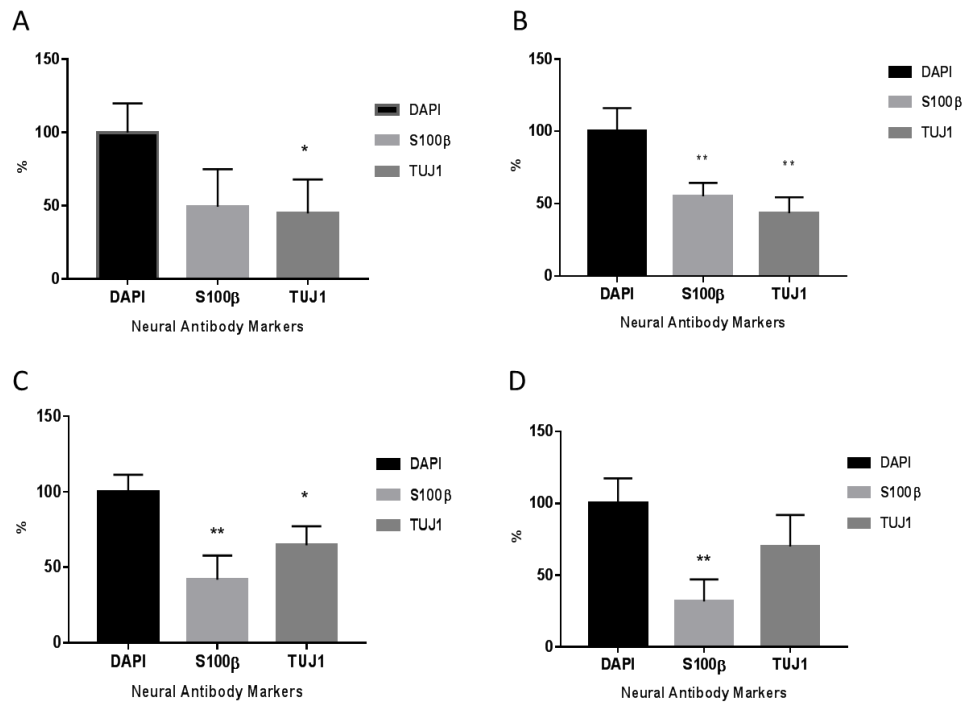 A
150
100
50
0
%
*
DAPI
S100β
TUJ1
DAPI S100β TUJ1
Neural Antibody Markers
B
150
100
50
0
%
** **
DAPI
S100β
TUJ1
DAPI S100β TUJ1
Neural Antibody Markers
C
150
100
50
0
%
** *
DAPI
S100β
TUJ1
DAPI S100β TUJ1
Neural Antibody Markers
D
150
100
50
0
%
**
DAPI
S100β
TUJ1
DAPI S100β TUJ1
Neural Antibody Markers